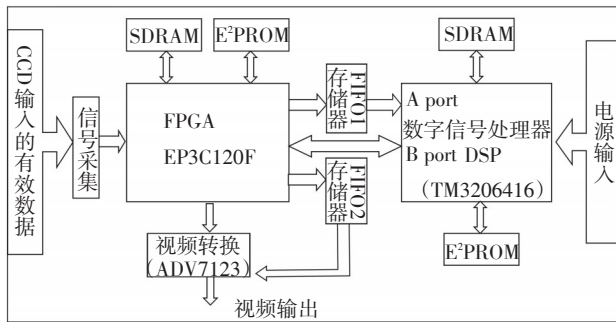 CCD输入的有效数据
信号采集
SDRAM
E²PROM
FPGA
EP3C120F
FIFO1
存储器
FIFO2
存储器
视频转换
(ADV7123)
视频输出
SDRAM
A port
数字信号处理器
B port DSP
(TM3206416)
E²PROM
电源输入